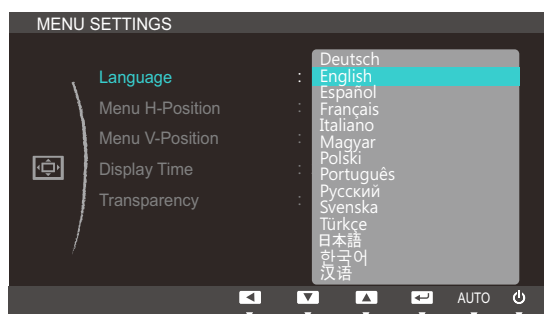 MENU SETTINGS
Language :
Menu H-Position :
Menu V-Position :
Display Time :
Transparency :
Deutsch
English
Español
Français
Italiano
Magyar
Polski
Português
Русский
Svenska
Türkçe
日本語
한국어
汉语
AUTO